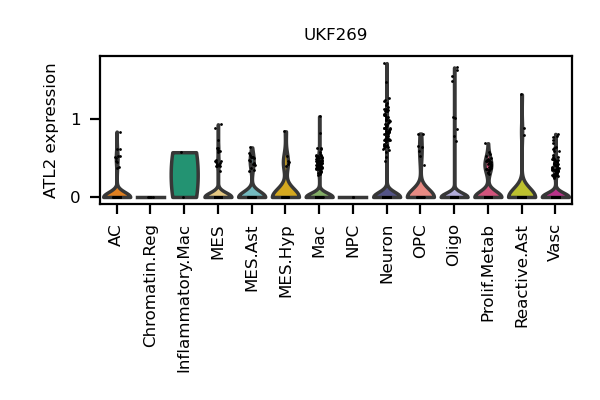 UKF269
ATL2 expression
1
0
AC
Chromatin.Reg
Inflammatory.Mac
MES
MES.Ast
MES.Hyp
Mac
NPC
Neuron
OPC
Oligo
Prolif.Metab
Reactive.Ast
Vasc